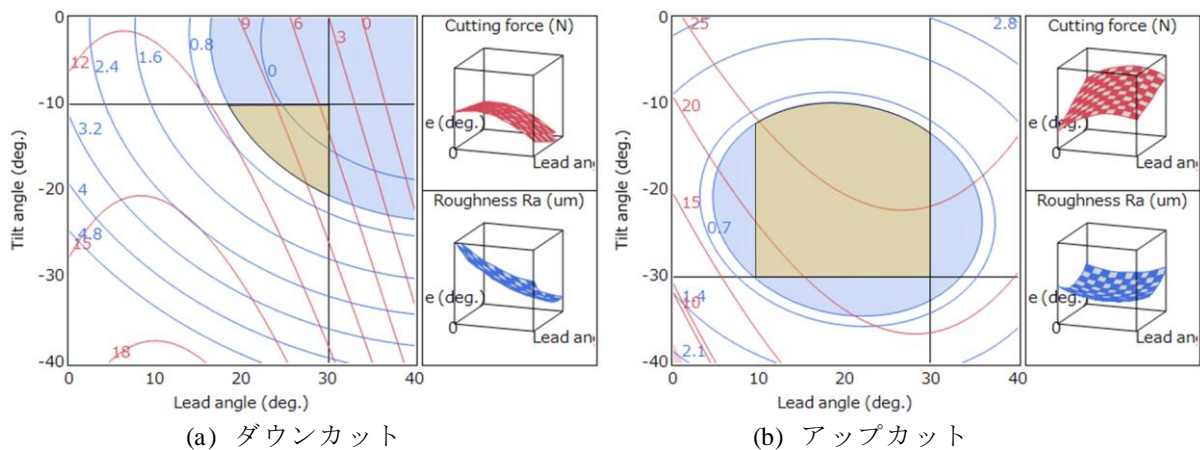 0
-10
-20
-30
-40
Tilt angle (deg.)
0
10
20
30
40
Lead angle (deg.)
12
2.4
1.6
0.8
9
6
3
0
0
3.2
4
4.8
15
18
Cutting force (N)
e (deg.)
0
Lead an
Roughness Ra (um)
e (deg.)
0
Lead an
(a) ダウンカット
0
-10
-20
-30
-40
Tilt angle (deg.)
0
10
20
30
40
Lead angle (deg.)
25
2.8
20
15
0.7
1.4
10
2.1
Cutting force (N)
e (deg.)
0
Lead an
Roughness Ra (um)
e (deg.)
0
Lead an
(b) アップカット